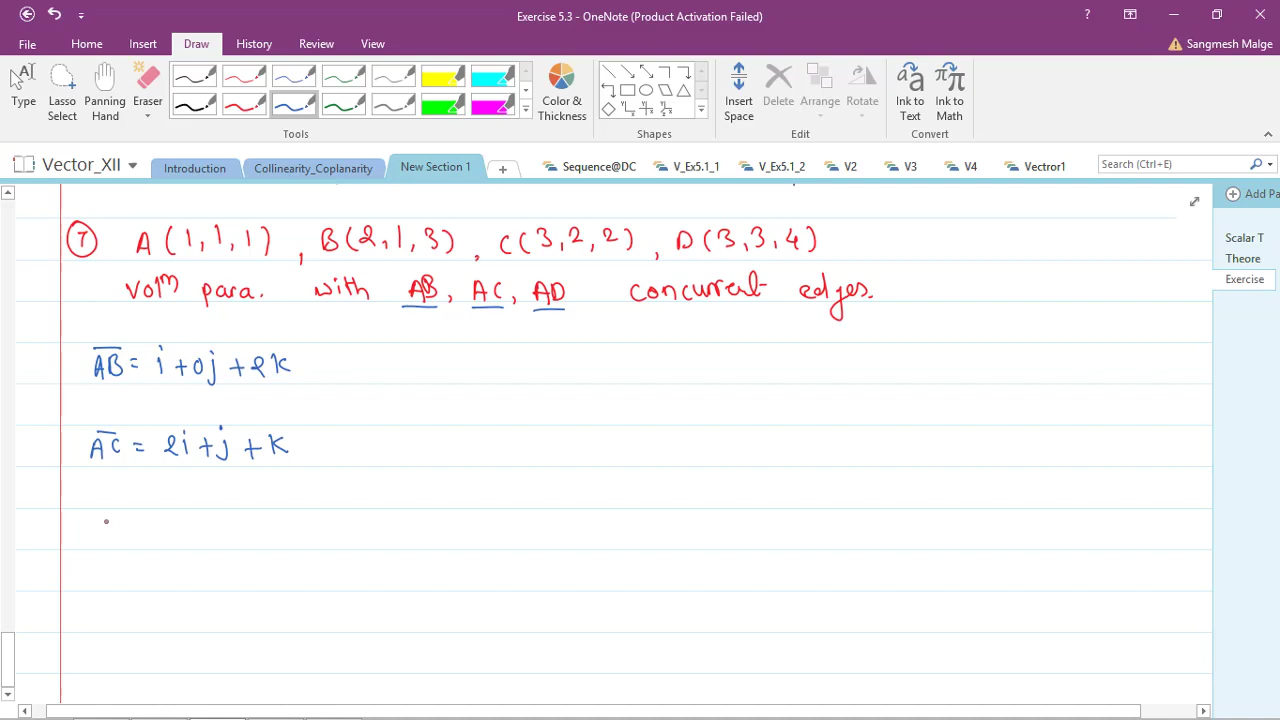 Exercise 5.3 - OneNote (Product Activation Failed)
?
File Home Insert Draw History Review View
Sangmesh Malge
Type
Lasso Select
Panning Hand
Eraser
Color & Thickness
Insert Space
Delete
Arrange
Rotate
Ink to Text
Ink to Math
Tools
Shapes
Edit
Convert
Vector_XII
Introduction
Collinearity_Coplanarity
New Section 1
Sequence@DC
V_Ex5.1_1
V_Ex5.1_2
V2
V3
V4
Vectror1
Search (Ctrl+E)
Add Pa
Scalar T
Theore
Exercise
⑦ A(1,1,1) , B(2,1,3) , C(3,2,2) , D(3,3,4)
Volm para. with AB, AC, AD concurrent edges.
A̅B̅ = i + 0j + 2k
A̅C̅ = 2i + j + k